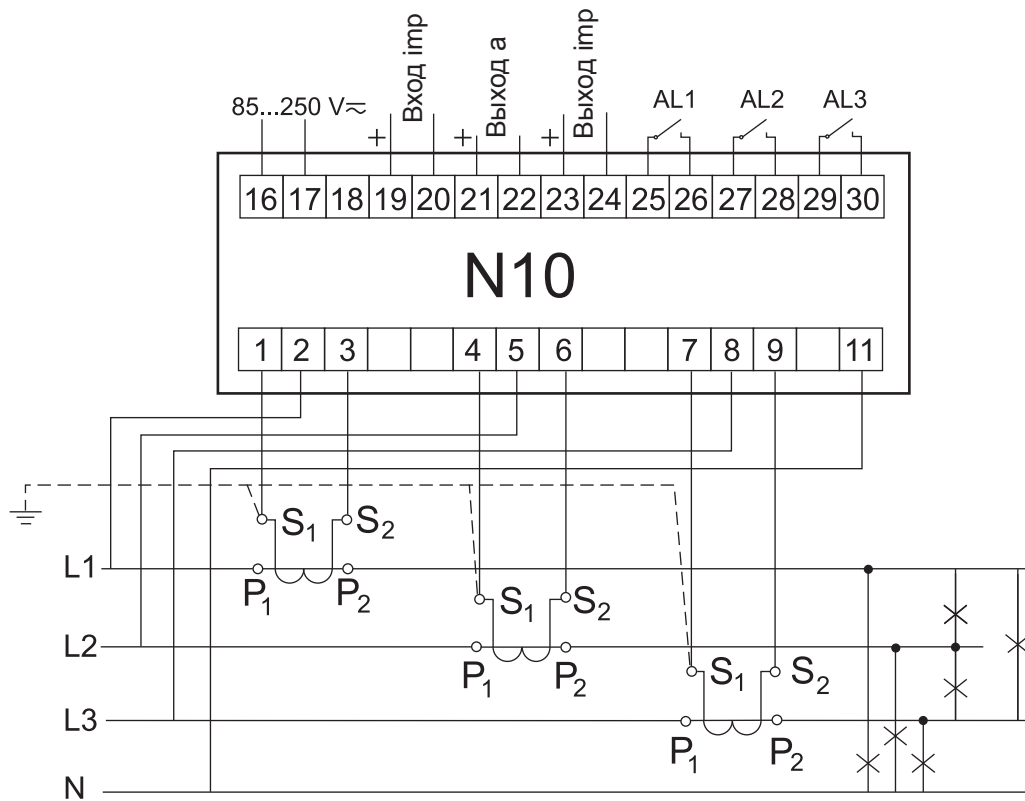 Вход imp
Выход a
Выход imp
85...250 V≂
+
+
+
AL1
AL2
AL3
16 17 18 19 20 21 22 23 24 25 26 27 28 29 30
N10
1 2 3 4 5 6 7 8 9 11
S₁ S₂
L1
P₁ P₂
S₁ S₂
L2
P₁ P₂
S₁ S₂
L3
P₁ P₂
N